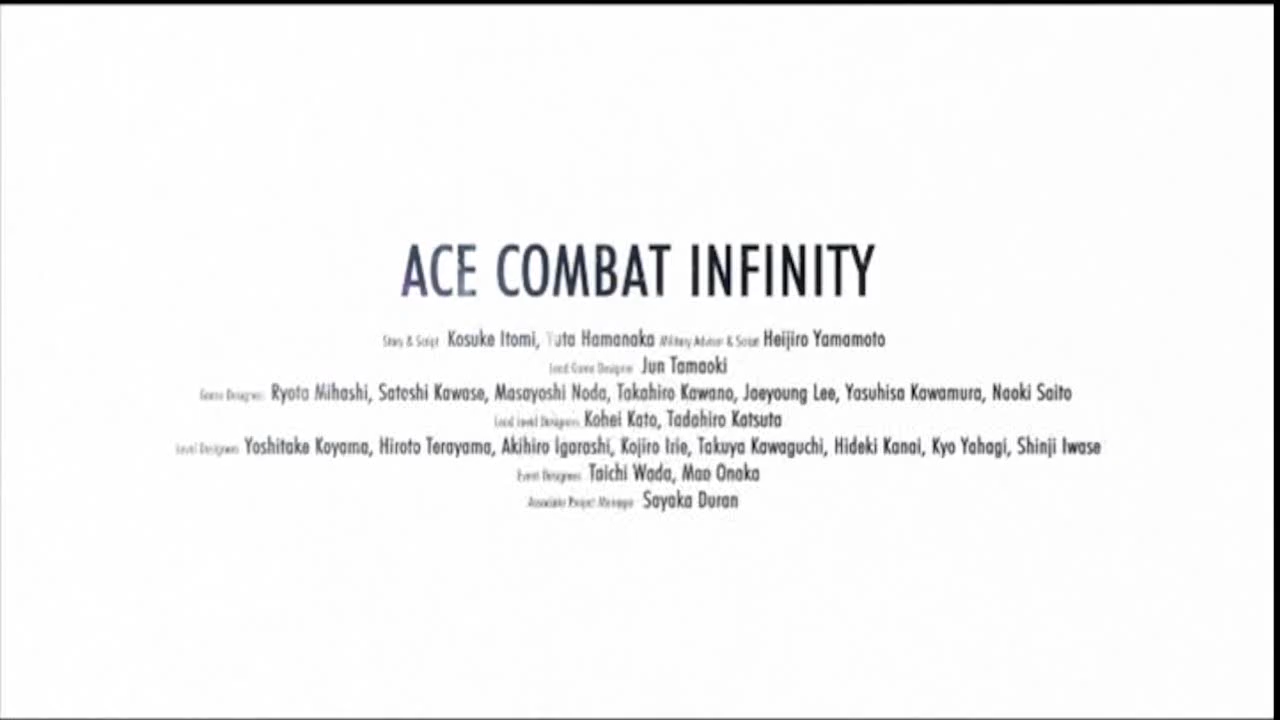 ACE COMBAT INFINITY
Story & Script Kosuke Itomi, Yuta Hamanaka Military Advisor & Script Heijiro Yamamoto
Lead Game Designer Jun Tamaoki
Game Designers Ryota Mihashi, Satoshi Kawase, Masayoshi Noda, Takahiro Kawano, Jaeyoung Lee, Yasuhisa Kawamura, Naoki Saito
Lead Level Designers Kohei Kato, Tadahiro Katsuta
Level Designers Yoshitake Koyama, Hiroto Terayama, Akihiro Igarashi, Kojiro Irie, Takuya Kawaguchi, Hideki Kanai, Kyo Yahagi, Shinji Iwase
Event Designers Taichi Wada, Mao Onaka
Associate Project Manager Sayaka Duran